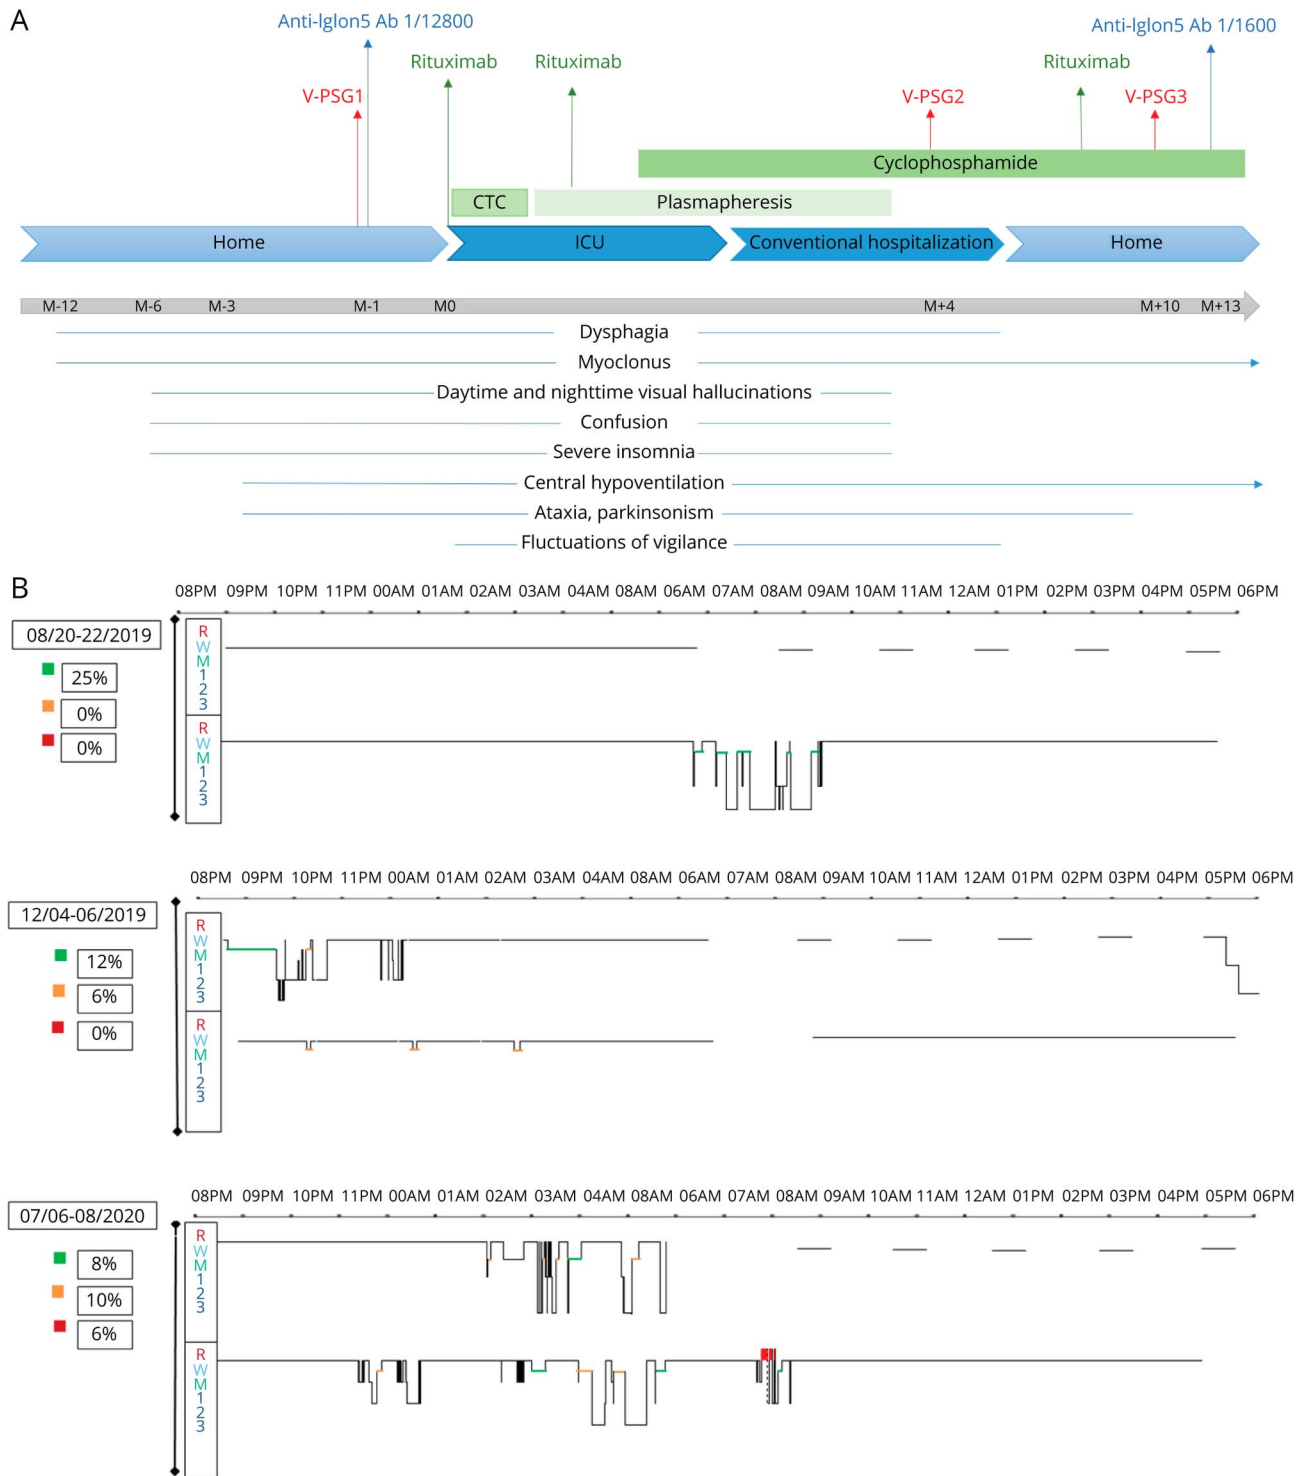 A
Anti-Iglon5 Ab 1/12800
Anti-Iglon5 Ab 1/1600
Rituximab
Rituximab
Rituximab
V-PSG1
V-PSG2
V-PSG3
Cyclophosphamide
CTC
Plasmapheresis
Home
ICU
Conventional hospitalization
Home
M-12 M-6 M-3 M-1 M0 M+4 M+10 M+13
Dysphagia
Myoclonus
Daytime and nighttime visual hallucinations
Confusion
Severe insomnia
Central hypoventilation
Ataxia, parkinsonism
Fluctuations of vigilance
B
08PM 09PM 10PM 11PM 00AM 01AM 02AM 03AM 04AM 08AM 06AM 07AM 08AM 09AM 10AM 11AM 12AM 01PM 02PM 03PM 04PM 05PM 06PM
08/20-22/2019
25%
0%
0%
R
W
M
1
2
3
R
W
M
1
2
3
08PM 09PM 10PM 11PM 00AM 01AM 02AM 03AM 04AM 08AM 06AM 07AM 08AM 09AM 10AM 11AM 12AM 01PM 02PM 03PM 04PM 05PM 06PM
12/04-06/2019
12%
6%
0%
R
W
M
1
2
3
R
W
M
1
2
3
08PM 09PM 10PM 11PM 00AM 01AM 02AM 03AM 04AM 08AM 06AM 07AM 08AM 09AM 10AM 11AM 12AM 01PM 02PM 03PM 04PM 05PM 06PM
07/06-08/2020
8%
10%
6%
R
W
M
1
2
3
R
W
M
1
2
3